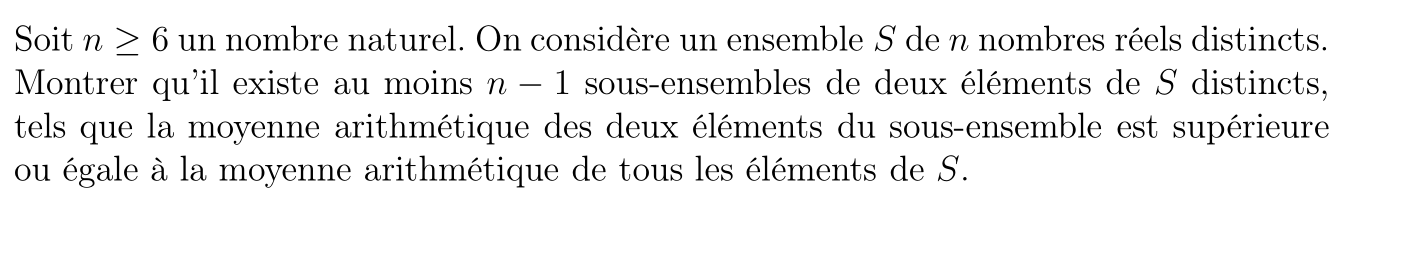 Soit n ≥ 6 un nombre naturel. On considère un ensemble S de n nombres réels distincts.
Montrer qu'il existe au moins n − 1 sous-ensembles de deux éléments de S distincts,
tels que la moyenne arithmétique des deux éléments du sous-ensemble est supérieure
ou égale à la moyenne arithmétique de tous les éléments de S.